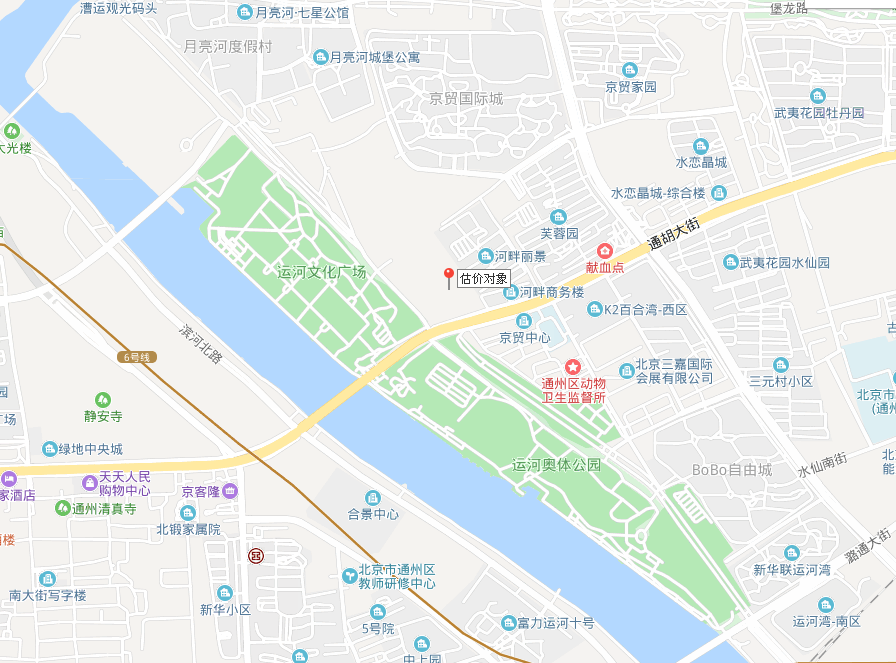 漕运观光码头
月亮河·七星公馆
堡龙路
月亮河度假村
月亮河城堡公寓
京贸国际城
京贸家园
武夷花园牡丹园
大光楼
水恋晶城
水恋晶城-综合楼
芙蓉园
通胡大街
献血点
河畔丽景
武夷花园水仙园
运河文化广场
估价对象
河畔商务楼
K2百合湾-西区
京贸中心
滨河北路
6号线
北京三嘉国际
会展有限公司
通州区动物
卫生监督所
三元村小区
北京市
(通州
静安寺
广场
绿地中央城
运河奥体公园
BoBo自由城
水仙南街
天天人民
购物中心
京客隆
家酒店
通州清真寺
北锻家属院
合景中心
潞通大街
新华联运河湾
北京市通州区
教师研修中心
南大街写字楼
新华小区
5号院
富力运河十号
运河湾-南区
中上园